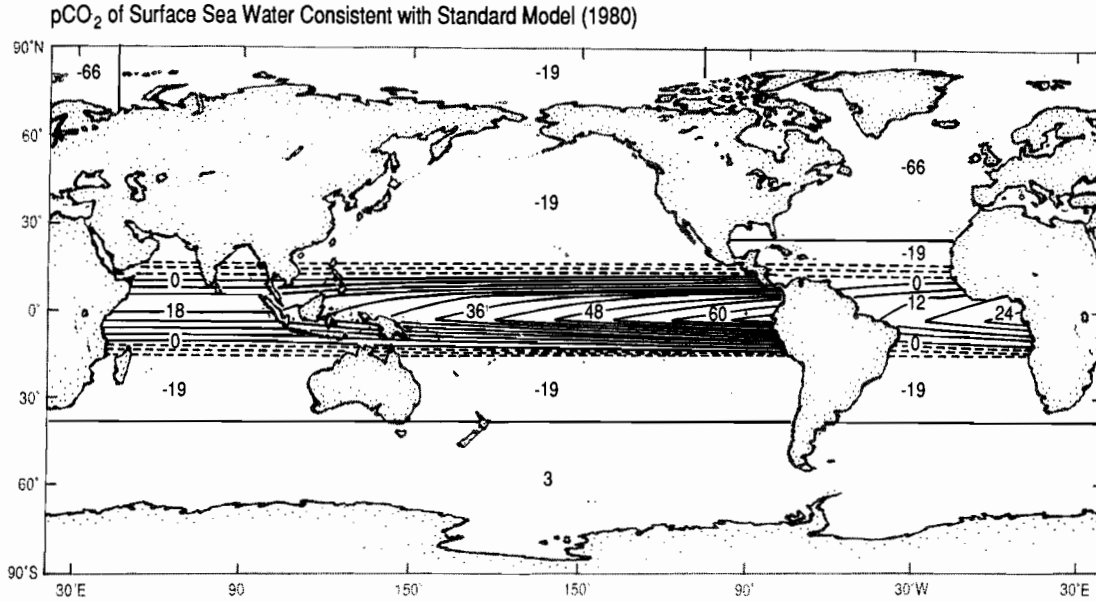 pCO2 of Surface Sea Water Consistent with Standard Model (1980)
90°N
-66 -19
60°
-66
-19
30°
-19
0 0
12
0° 18 36 48 60 24
0 0
-19 -19 -19
30°
3
60°
90°S
30°E 90 150° 150° 90° 30°W 30°E